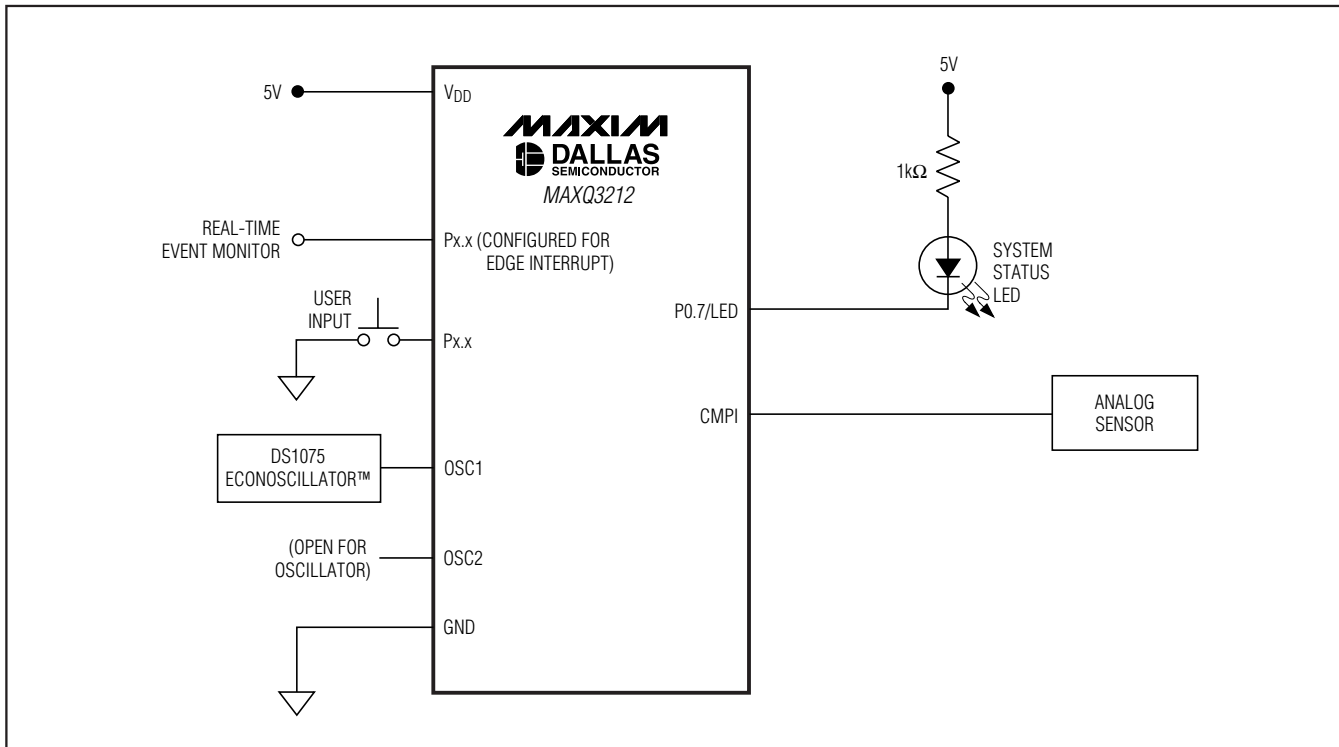 5V
V_DD
MAXIM
DALLAS
SEMICONDUCTOR
MAXQ3212
REAL-TIME
EVENT MONITOR
Px.x (CONFIGURED FOR
EDGE INTERRUPT)
USER
INPUT
Px.x
DS1075
ECONOSCILLATOR™
OSC1
(OPEN FOR
OSCILLATOR)
OSC2
GND
5V
1kΩ
SYSTEM
STATUS
LED
P0.7/LED
CMPI
ANALOG
SENSOR